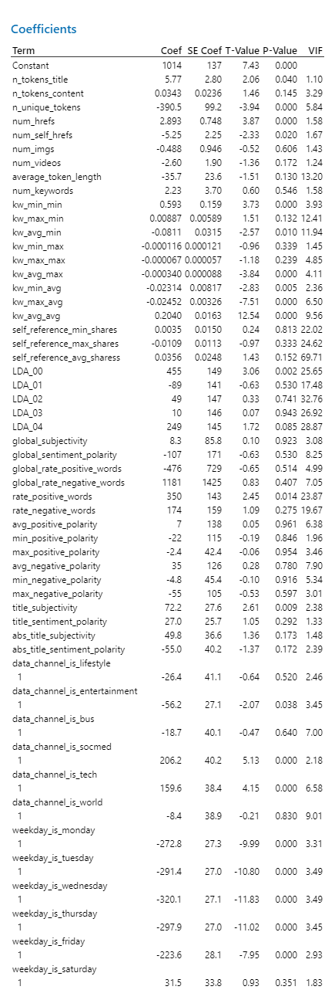 Coefficients
Term Coef SE Coef T-Value P-Value VIF
Constant 1014 137 7.43 0.000
n_tokens_title 5.77 2.80 2.06 0.040 1.10
n_tokens_content 0.0343 0.0236 1.46 0.145 3.29
n_unique_tokens -390.5 99.2 -3.94 0.000 5.84
num_hrefs 2.893 0.748 3.87 0.000 1.58
num_self_hrefs -5.25 2.25 -2.33 0.020 1.67
num_imgs -0.488 0.946 -0.52 0.606 1.43
num_videos -2.60 1.90 -1.36 0.172 1.24
average_token_length -35.7 23.6 -1.51 0.130 13.20
num_keywords 2.23 3.70 0.60 0.546 1.58
kw_min_min 0.593 0.159 3.73 0.000 3.93
kw_max_min 0.00887 0.00589 1.51 0.132 12.41
kw_avg_min -0.0811 0.0315 -2.57 0.010 11.94
kw_min_max -0.000116 0.000121 -0.96 0.339 1.45
kw_max_max -0.000067 0.000057 -1.18 0.239 4.85
kw_avg_max -0.000340 0.000088 -3.84 0.000 4.11
kw_min_avg -0.02314 0.00817 -2.83 0.005 2.36
kw_max_avg -0.02452 0.00326 -7.51 0.000 6.50
kw_avg_avg 0.2040 0.0163 12.54 0.000 9.56
self_reference_min_shares 0.0035 0.0150 0.24 0.813 22.02
self_reference_max_shares -0.0109 0.0113 -0.97 0.333 24.62
self_reference_avg_sharess 0.0356 0.0248 1.43 0.152 69.71
LDA_00 455 149 3.06 0.002 25.65
LDA_01 -89 141 -0.63 0.530 17.48
LDA_02 49 147 0.33 0.741 32.76
LDA_03 10 146 0.07 0.943 26.92
LDA_04 249 145 1.72 0.085 28.87
global_subjectivity 8.3 85.8 0.10 0.923 3.08
global_sentiment_polarity -107 171 -0.63 0.530 8.25
global_rate_positive_words -476 729 -0.65 0.514 4.99
global_rate_negative_words 1181 1425 0.83 0.407 7.05
rate_positive_words 350 143 2.45 0.014 23.87
rate_negative_words 174 159 1.09 0.275 19.67
avg_positive_polarity 7 138 0.05 0.961 6.38
min_positive_polarity -22 115 -0.19 0.846 1.96
max_positive_polarity -2.4 42.4 -0.06 0.954 3.46
avg_negative_polarity 35 126 0.28 0.780 7.90
min_negative_polarity -4.8 45.4 -0.10 0.916 5.34
max_negative_polarity -55 105 -0.53 0.597 3.01
title_subjectivity 72.2 27.6 2.61 0.009 2.38
title_sentiment_polarity 27.0 25.7 1.05 0.292 1.33
abs_title_subjectivity 49.8 36.6 1.36 0.173 1.48
abs_title_sentiment_polarity -55.0 40.2 -1.37 0.172 2.39
data_channel_is_lifestyle
1 -26.4 41.1 -0.64 0.520 2.46
data_channel_is_entertainment
1 -56.2 27.1 -2.07 0.038 3.45
data_channel_is_bus
1 -18.7 40.1 -0.47 0.640 7.00
data_channel_is_socmed
1 206.2 40.2 5.13 0.000 2.18
data_channel_is_tech
1 159.6 38.4 4.15 0.000 6.58
data_channel_is_world
1 -8.4 38.9 -0.21 0.830 9.01
weekday_is_monday
1 -272.8 27.3 -9.99 0.000 3.31
weekday_is_tuesday
1 -291.4 27.0 -10.80 0.000 3.49
weekday_is_wednesday
1 -320.1 27.1 -11.83 0.000 3.49
weekday_is_thursday
1 -297.9 27.0 -11.02 0.000 3.45
weekday_is_friday
1 -223.6 28.1 -7.95 0.000 2.93
weekday_is_saturday
1 31.5 33.8 0.93 0.351 1.83